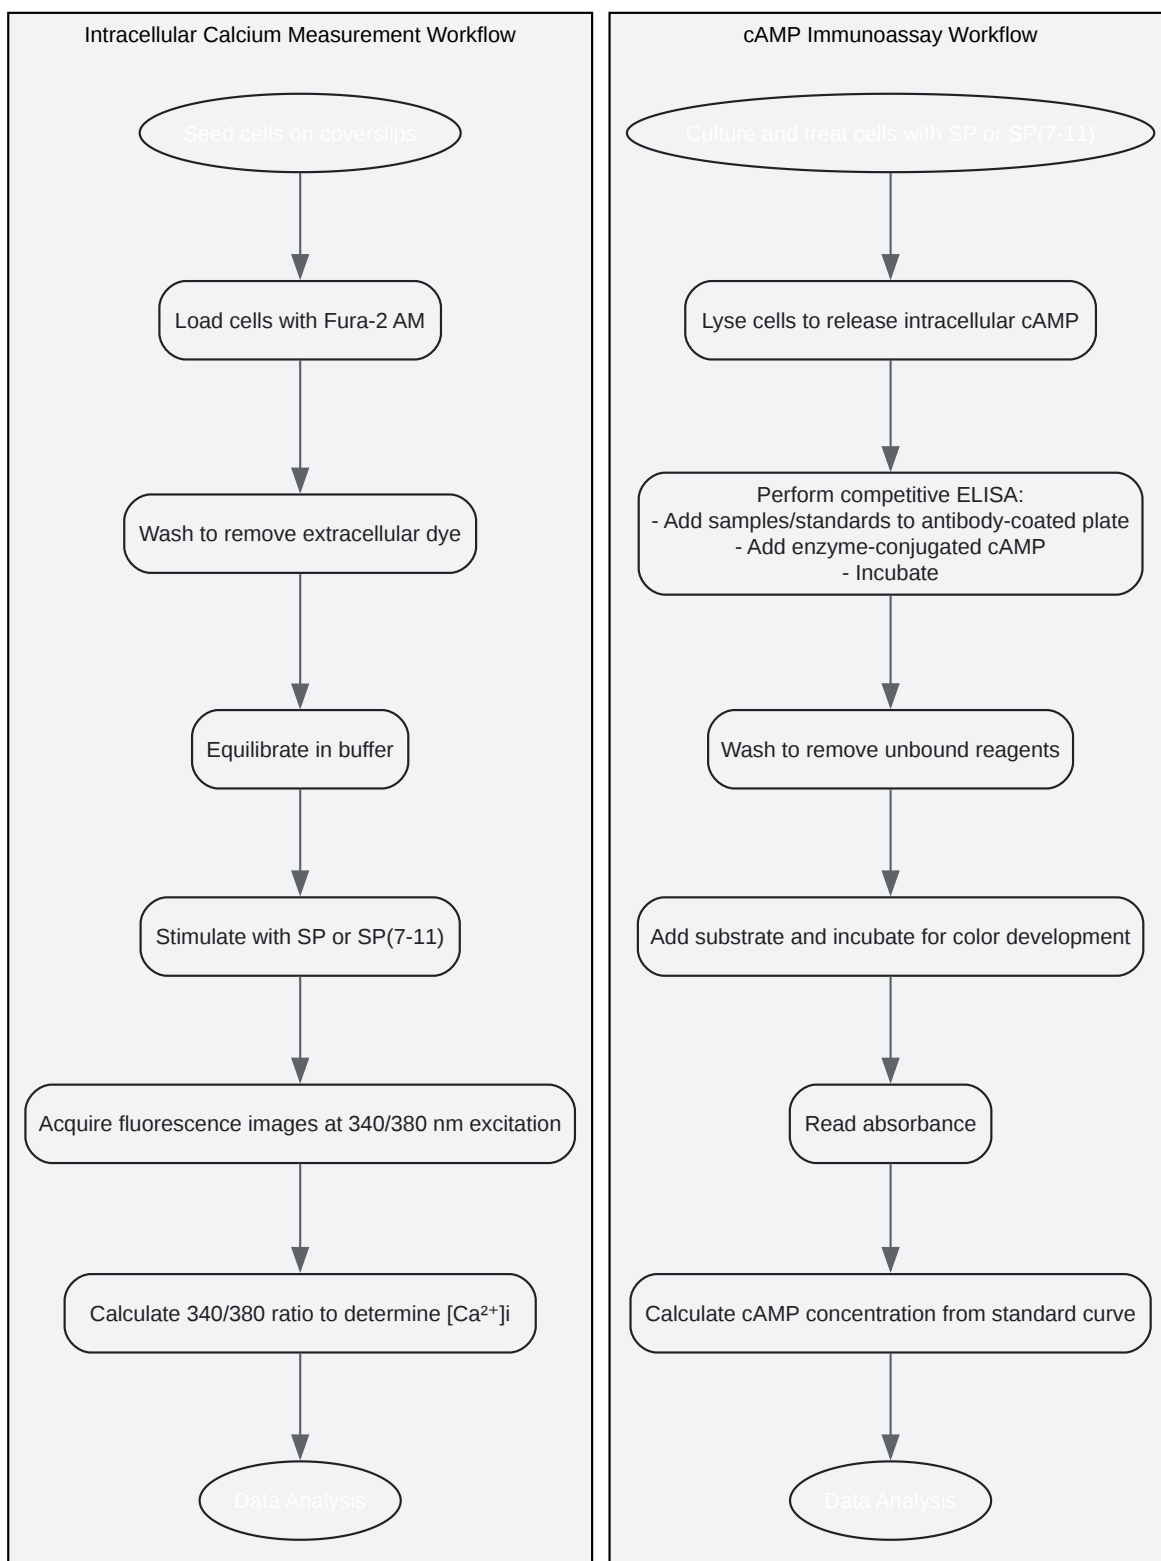 Intracellular Calcium Measurement Workflow
Seed cells on coverslips
Load cells with Fura-2 AM
Wash to remove extracellular dye
Equilibrate in buffer
Stimulate with SP or SP(7-11)
Acquire fluorescence images at 340/380 nm excitation
Calculate 340/380 ratio to determine [Ca²⁺]i
Data Analysis
cAMP Immunoassay Workflow
Culture and treat cells with SP or SP(7-11)
Lyse cells to release intracellular cAMP
Perform competitive ELISA:
- Add samples/standards to antibody-coated plate
- Add enzyme-conjugated cAMP
- Incubate
Wash to remove unbound reagents
Add substrate and incubate for color development
Read absorbance
Calculate cAMP concentration from standard curve
Data Analysis